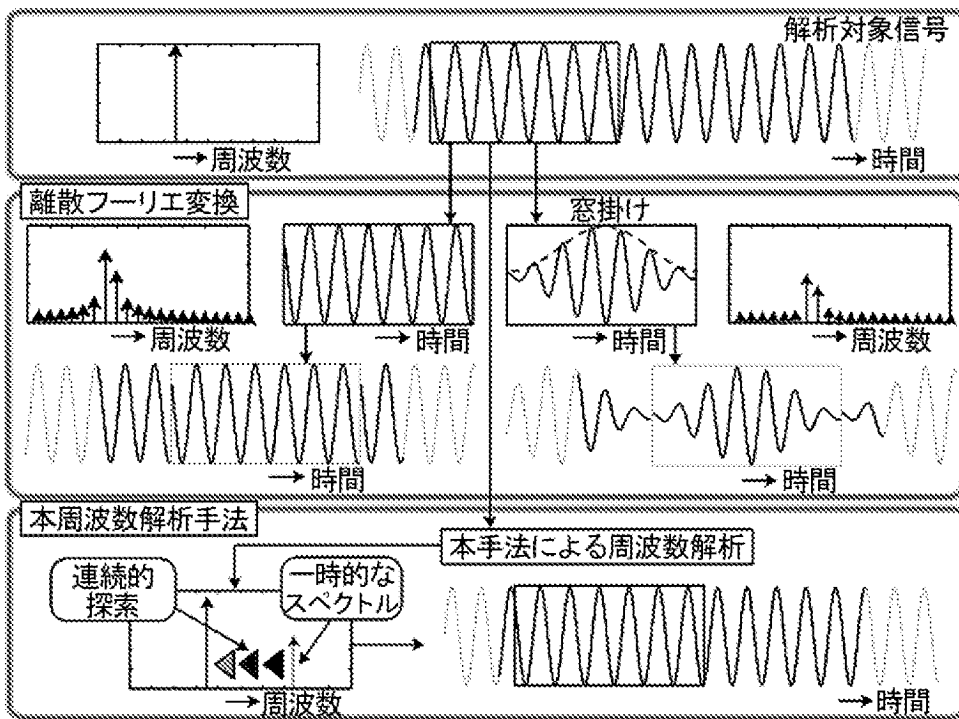 解析対象信号
→周波数
→時間
離散フーリエ変換
窓掛け
→周波数
→時間
→時間
→周波数
→時間
→時間
本周波数解析手法
本手法による周波数解析
連続的
探索
一時的な
スペクトル
→周波数
→時間